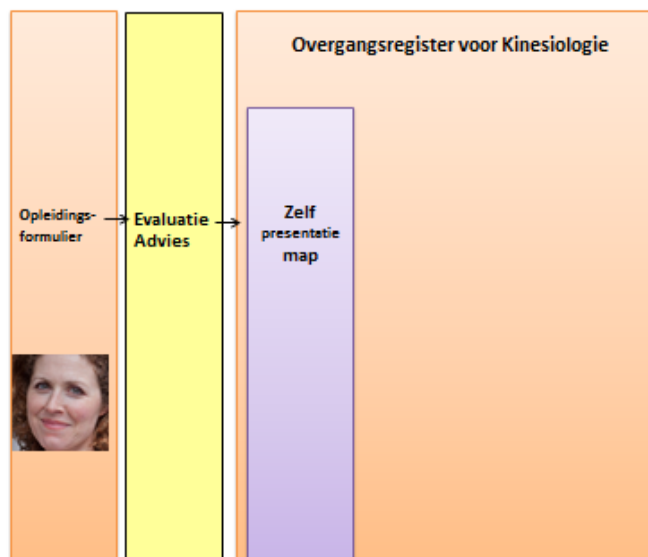 Overgangsregister voor Kinesiologie
Opleidings-
formulier
Evaluatie
Advies
Zelf
presentatie
map